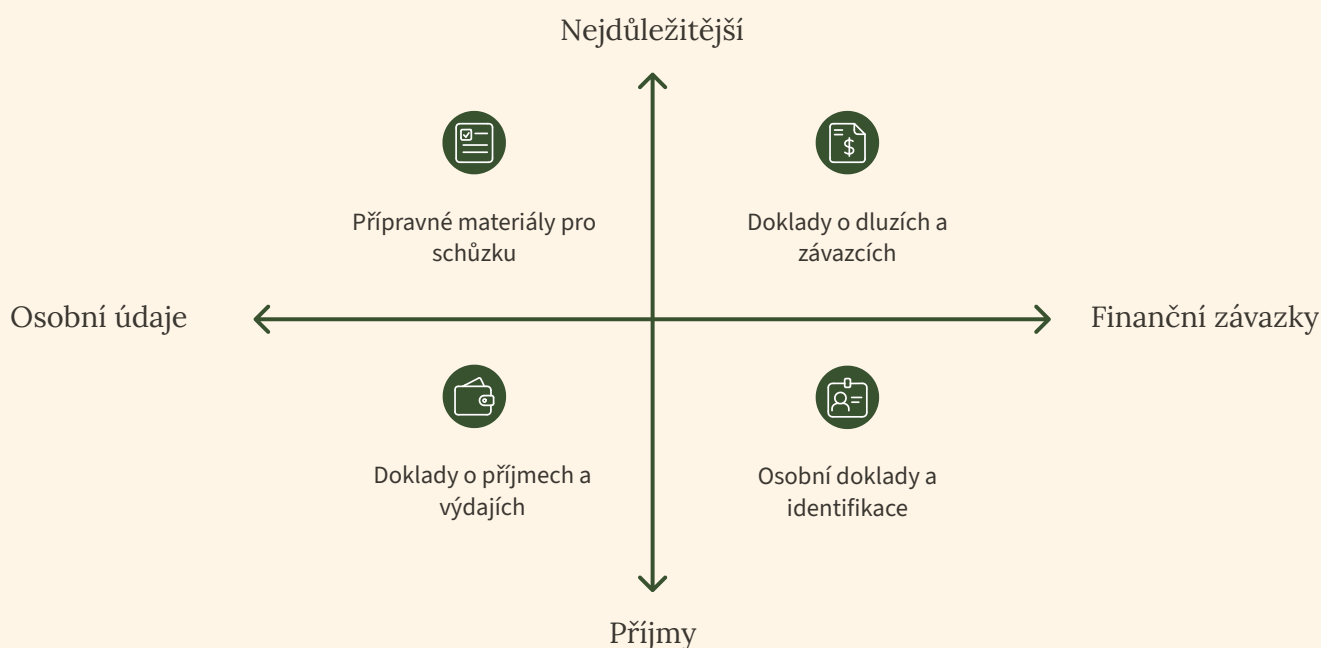 Nejdůležitější
Přípravné materiály pro
schůzku
Doklady o dluzích a
závazcích
Osobní údaje
Finanční závazky
Doklady o příjmech a
výdajích
Osobní doklady a
identifikace
Příjmy